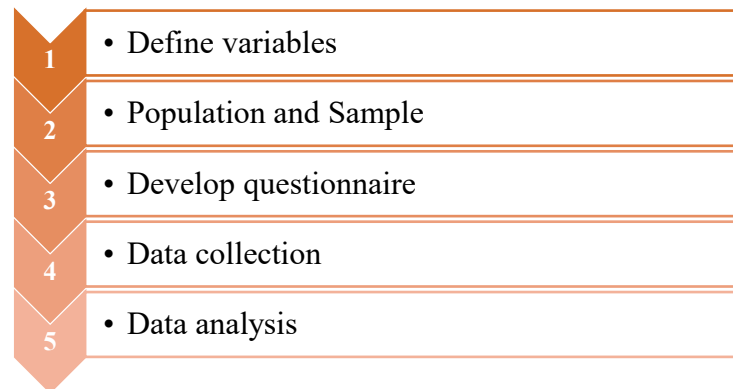 1 • Define variables
2 • Population and Sample
3 • Develop questionnaire
4 • Data collection
5 • Data analysis